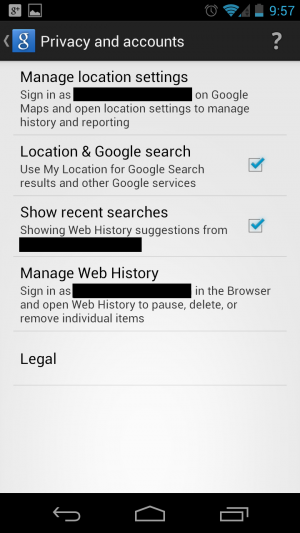 9:57
Privacy and accounts ?
Manage location settings
Sign in as on Google
Maps and open location settings to manage
history and reporting
Location & Google search
Use My Location for Google Search
results and other Google services
Show recent searches
Showing Web History suggestions from
Manage Web History
Sign in as in the Browser
and open Web History to pause, delete, or
remove individual items
Legal